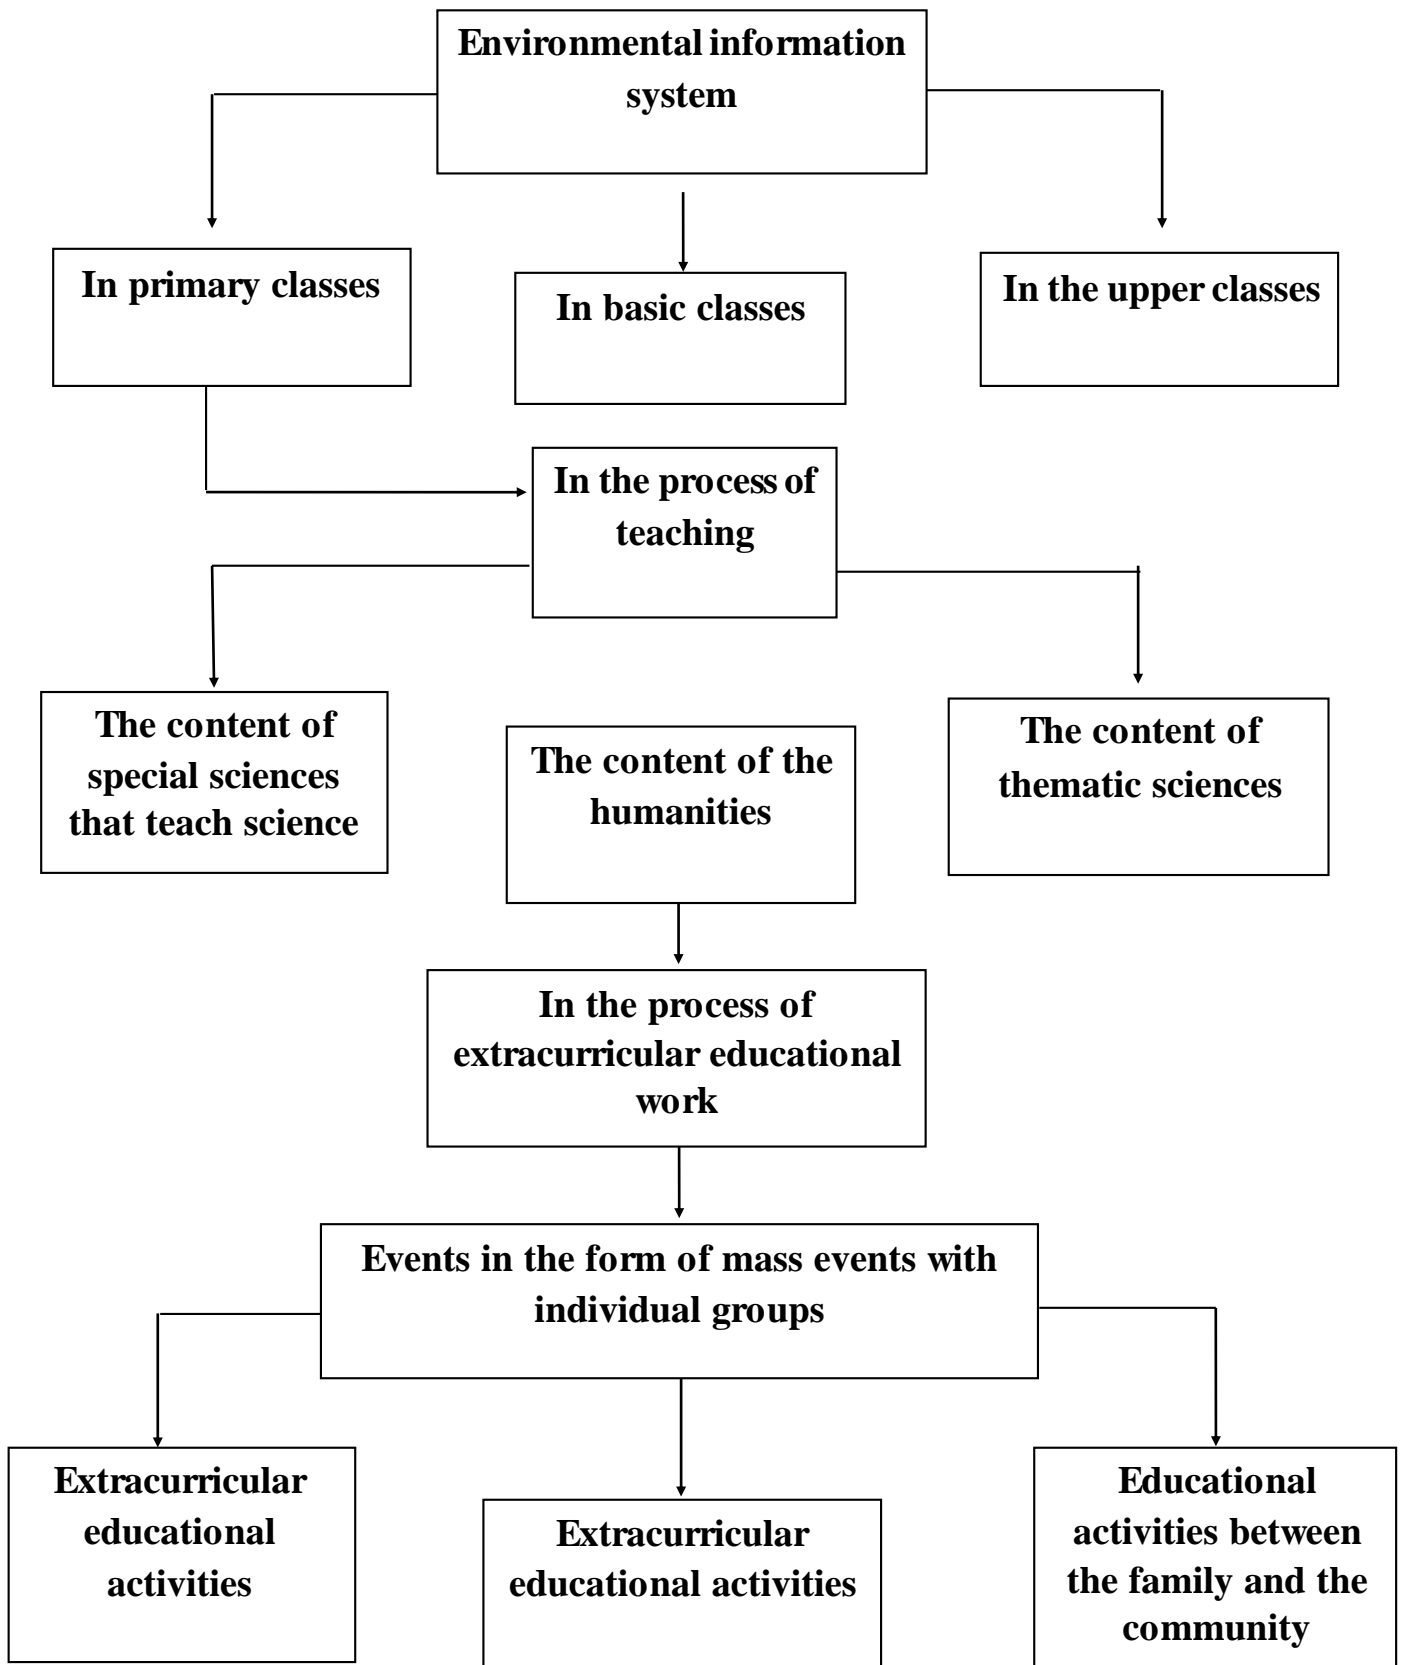 Environmental information
system
In primary classes
In basic classes
In the upper classes
In the process of
teaching
The content of
special sciences
that teach science
The content of the
humanities
The content of
thematic sciences
In the process of
extracurricular educational
work
Events in the form of mass events with
individual groups
Extracurricular
educational
activities
Extracurricular
educational activities
Educational
activities between
the family and the
community